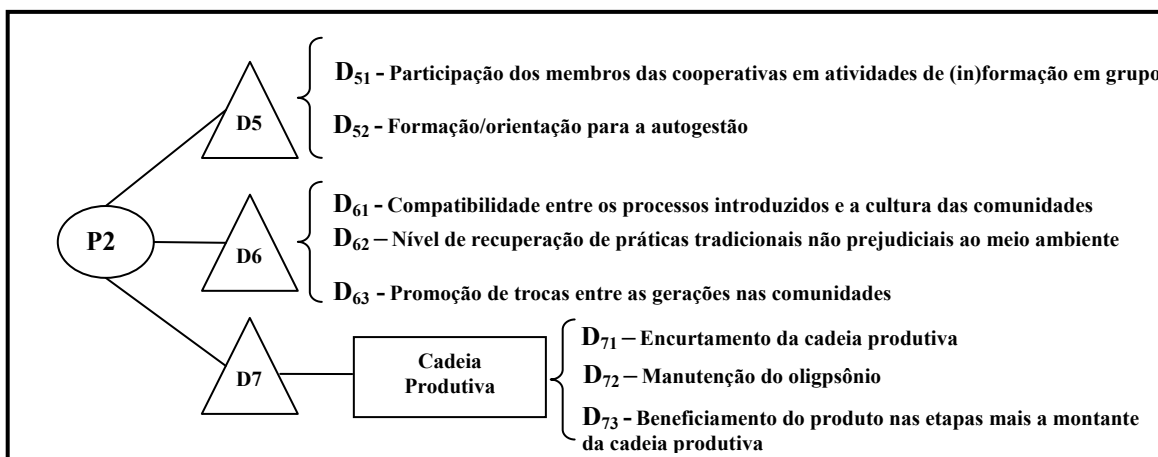 D51 - Participação dos membros das cooperativas em atividades de (in)formação em grupo
D5
D52 - Formação/orientação para a autogestão
D61 - Compatibilidade entre os processos introduzidos e a cultura das comunidades
P2
D6
D62 – Nível de recuperação de práticas tradicionais não prejudiciais ao meio ambiente
D63 - Promoção de trocas entre as gerações nas comunidades
D7
Cadeia
Produtiva
D71 – Encurtamento da cadeia produtiva
D72 – Manutenção do oligpsônio
D73 - Beneficiamento do produto nas etapas mais a montante
da cadeia produtiva